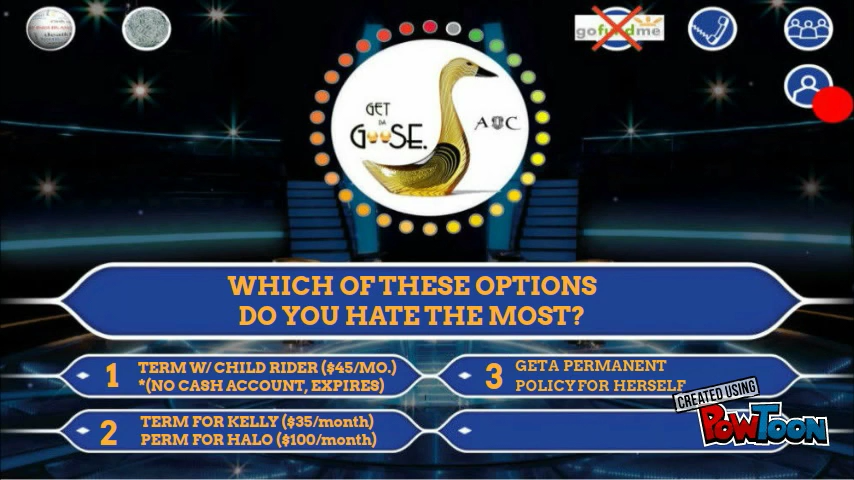 gofundme
GET
DA
GOOSE.
AOC
WHICH OF THESE OPTIONS
DO YOU HATE THE MOST?
1 TERM W/ CHILD RIDER ($45/MO.)
*(NO CASH ACCOUNT, EXPIRES)
3 GET A PERMANENT
POLICY FOR HERSELF
2 TERM FOR KELLY ($35/month)
PERM FOR HALO ($100/month)
CREATED USING
POWTOON